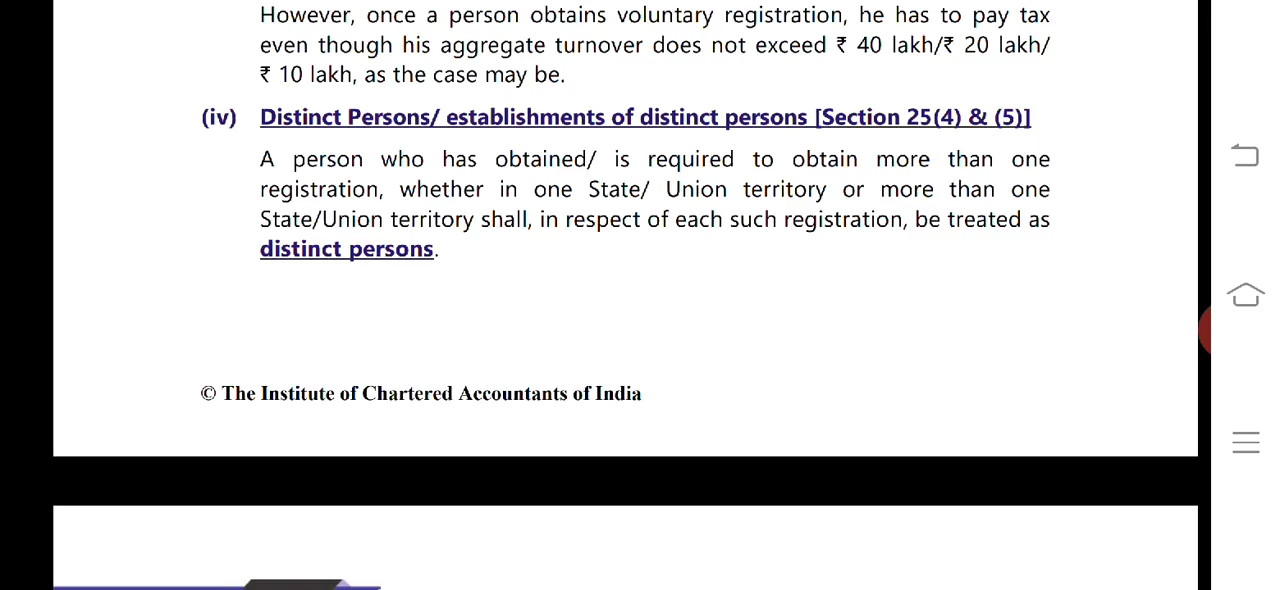 However, once a person obtains voluntary registration, he has to pay tax
even though his aggregate turnover does not exceed ₹ 40 lakh/₹ 20 lakh/
₹ 10 lakh, as the case may be.
(iv) Distinct Persons/ establishments of distinct persons [Section 25(4) & (5)]
A person who has obtained/ is required to obtain more than one
registration, whether in one State/ Union territory or more than one
State/Union territory shall, in respect of each such registration, be treated as
distinct persons.
© The Institute of Chartered Accountants of India